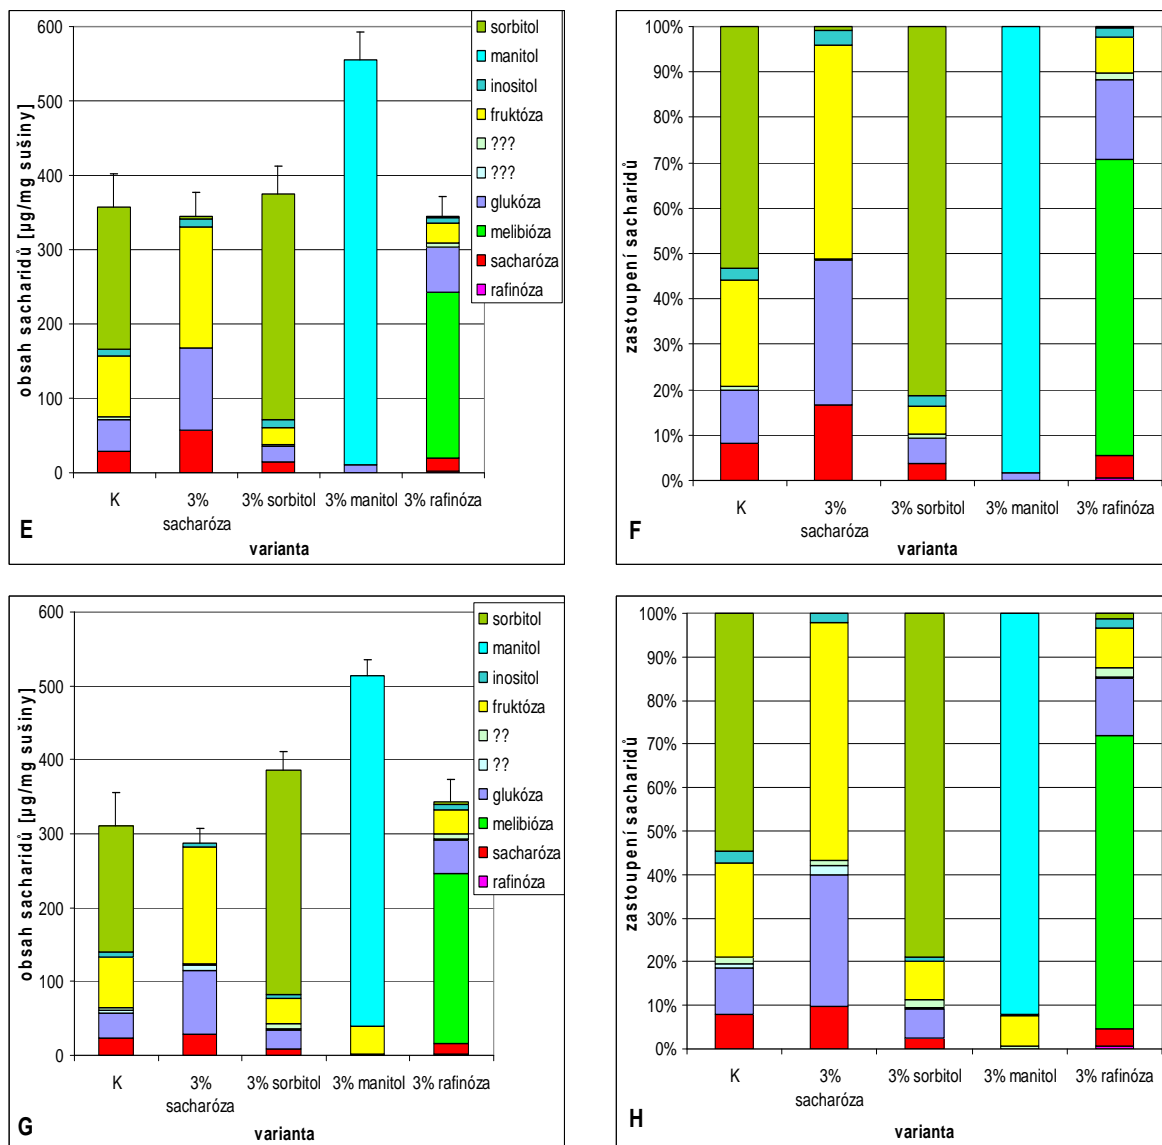 obsah sacharidů [µg/mg sušiny]
600
500
400
300
200
100
0
sorbitol
manitol
inositol
fruktóza
???
???
glukóza
melibióza
sacharóza
rafinóza
K
3% sacharóza
3% sorbitol
3% manitol
3% rafinóza
varianta
E
zastoupení sacharidů
100%
90%
80%
70%
60%
50%
40%
30%
20%
10%
0%
K
3% sacharóza
3% sorbitol
3% manitol
3% rafinóza
varianta
F
obsah sacharidů [µg/mg sušiny]
600
500
400
300
200
100
0
sorbitol
manitol
inositol
fruktóza
??
??
glukóza
melibióza
sacharóza
rafinóza
K
3% sacharóza
3% sorbitol
3% manitol
3% rafinóza
varianta
G
zastoupení sacharidů
100%
90%
80%
70%
60%
50%
40%
30%
20%
10%
0%
K
3% sacharóza
3% sorbitol
3% manitol
3% rafinóza
varianta
H